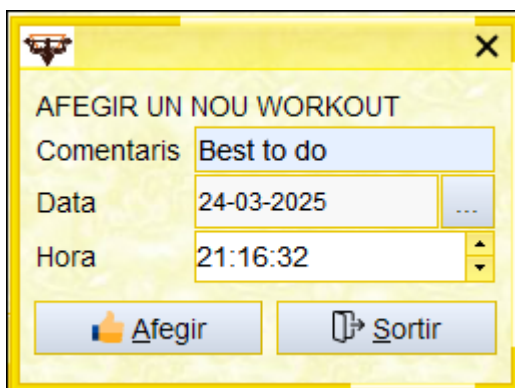 AFEGIR UN NOU WORKOUT
Comentaris Best to do
Data 24-03-2025 ...
Hora 21:16:32
Afegir Sortir